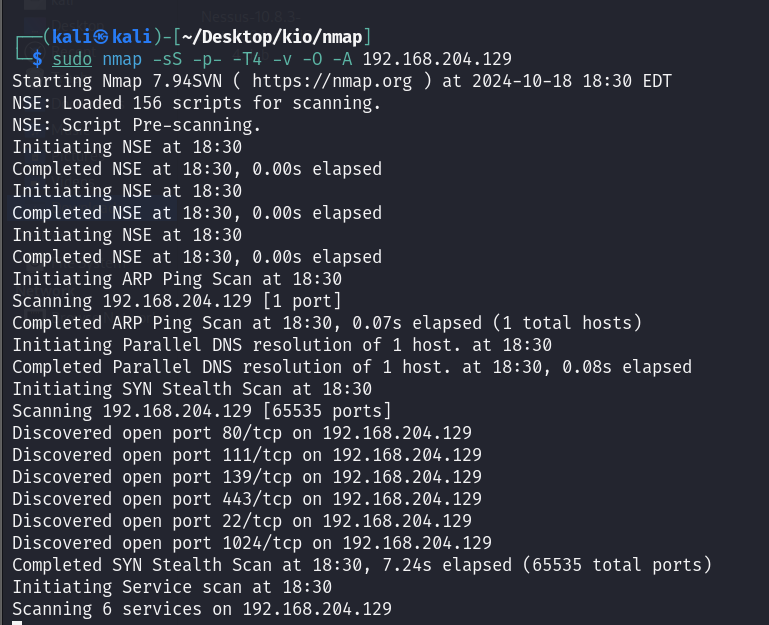 Nessus-10.8.3-
┌──(kali㉿kali)-[~/Desktop/kio/nmap]
└─$ sudo nmap -sS -p- -T4 -v -O -A 192.168.204.129
Starting Nmap 7.94SVN ( https://nmap.org ) at 2024-10-18 18:30 EDT
NSE: Loaded 156 scripts for scanning.
NSE: Script Pre-scanning.
Initiating NSE at 18:30
Completed NSE at 18:30, 0.00s elapsed
Initiating NSE at 18:30
Completed NSE at 18:30, 0.00s elapsed
Initiating NSE at 18:30
Completed NSE at 18:30, 0.00s elapsed
Initiating ARP Ping Scan at 18:30
Scanning 192.168.204.129 [1 port]
Completed ARP Ping Scan at 18:30, 0.07s elapsed (1 total hosts)
Initiating Parallel DNS resolution of 1 host. at 18:30
Completed Parallel DNS resolution of 1 host. at 18:30, 0.08s elapsed
Initiating SYN Stealth Scan at 18:30
Scanning 192.168.204.129 [65535 ports]
Discovered open port 80/tcp on 192.168.204.129
Discovered open port 111/tcp on 192.168.204.129
Discovered open port 139/tcp on 192.168.204.129
Discovered open port 443/tcp on 192.168.204.129
Discovered open port 22/tcp on 192.168.204.129
Discovered open port 1024/tcp on 192.168.204.129
Completed SYN Stealth Scan at 18:30, 7.24s elapsed (65535 total ports)
Initiating Service scan at 18:30
Scanning 6 services on 192.168.204.129